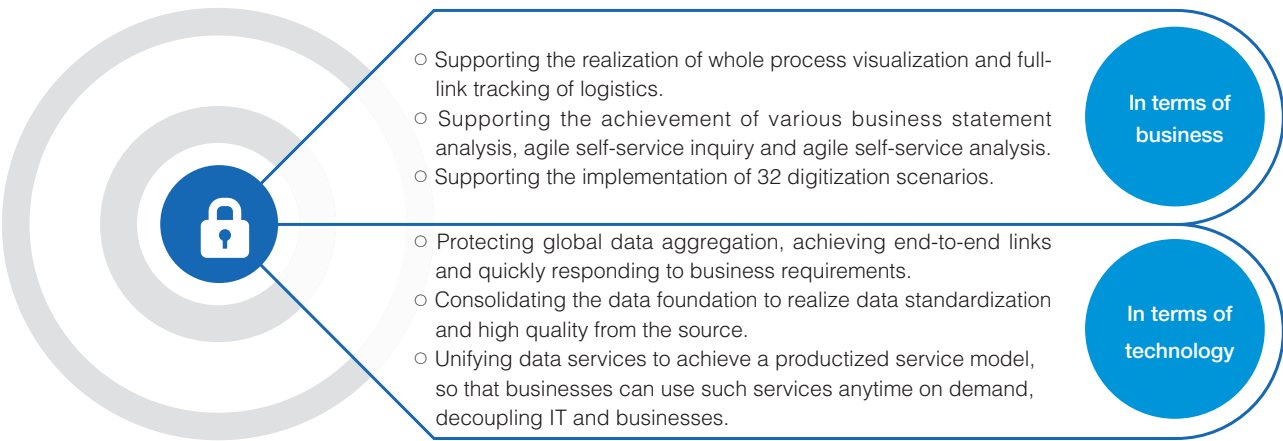 ○ Supporting the realization of whole process visualization and full-
link tracking of logistics.
○ Supporting the achievement of various business statement
analysis, agile self-service inquiry and agile self-service analysis.
○ Supporting the implementation of 32 digitization scenarios.
In terms of
business
○ Protecting global data aggregation, achieving end-to-end links
and quickly responding to business requirements.
○ Consolidating the data foundation to realize data standardization
and high quality from the source.
○ Unifying data services to achieve a productized service model,
so that businesses can use such services anytime on demand,
decoupling IT and businesses.
In terms of
technology